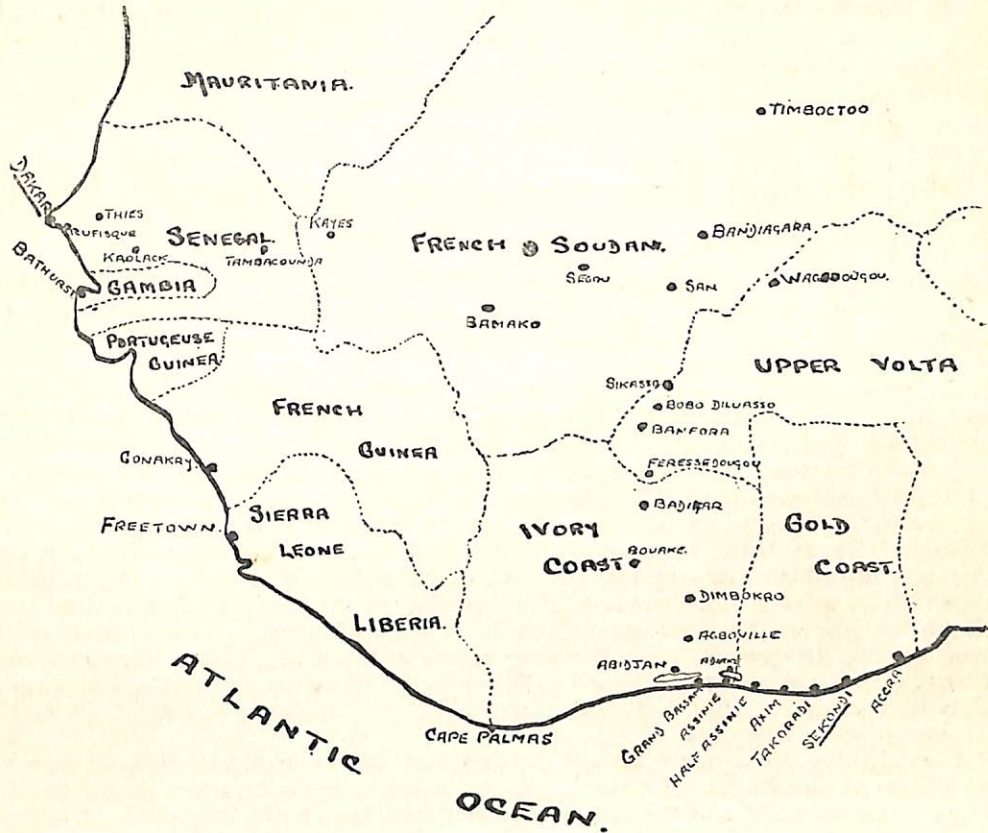 MAURITANIA.
TIMBOCTOO
DAKAR
THIES
RUFISQUE
SENEGAL.
KAYES
FRENCH SOUDAN.
BANDIAGARA
KAOLACK
TAMBACOUNDA
SEGOU
BATHURST
GAMBIA
SAN
WAGADOUGOU.
BAMAKO
PORTUGEUSE
GUINEA
UPPER VOLTA
SIKASSO
FRENCH
GUINEA
BOBO DILUASSO
BANFORA
FERESSEDOUGOU
CONAKRY
BADIKAR
FREETOWN.
SIERRA
LEONE
IVORY
COAST
GOLD
COAST.
BOUAKE.
DIMBOKRO
LIBERIA.
AGBOVILLE
ABIDJAN
ATLANTIC
OCEAN.
CAPE PALMAS
GRAND BASSAM
ASSINIE
HALF ASSINIE
AXIM
TAKORADI
SEKONDI
ACCRA